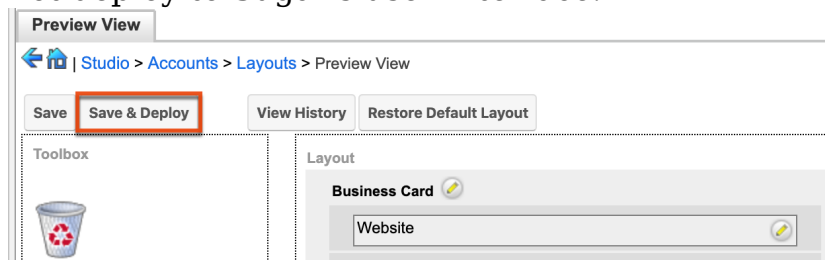 Preview View
| Studio > Accounts > Layouts > Preview View
Save Save & Deploy View History Restore Default Layout
Toolbox
Layout
Business Card
Website